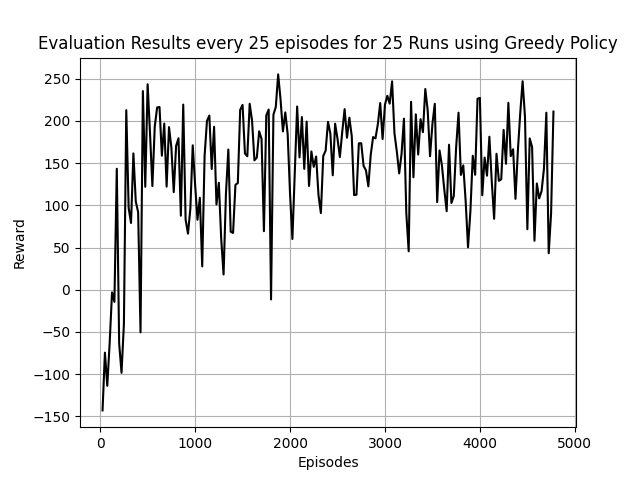 Evaluation Results every 25 episodes for 25 Runs using Greedy Policy
250
200
150
100
50
0
−50
−100
−150
Reward
0 1000 2000 3000 4000 5000
Episodes